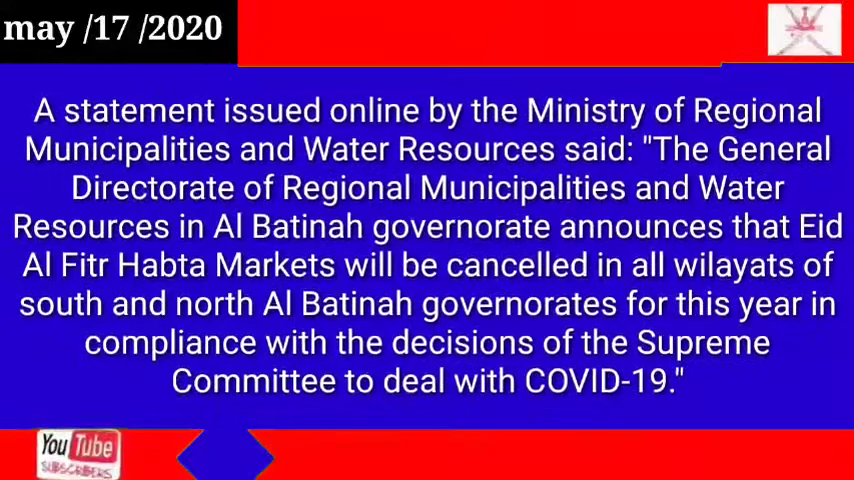 may /17 /2020
A statement issued online by the Ministry of Regional
Municipalities and Water Resources said: "The General
Directorate of Regional Municipalities and Water
Resources in Al Batinah governorate announces that Eid
Al Fitr Habta Markets will be cancelled in all wilayats of
south and north Al Batinah governorates for this year in
compliance with the decisions of the Supreme
Committee to deal with COVID-19."
YouTube
SUBSCRIBERS